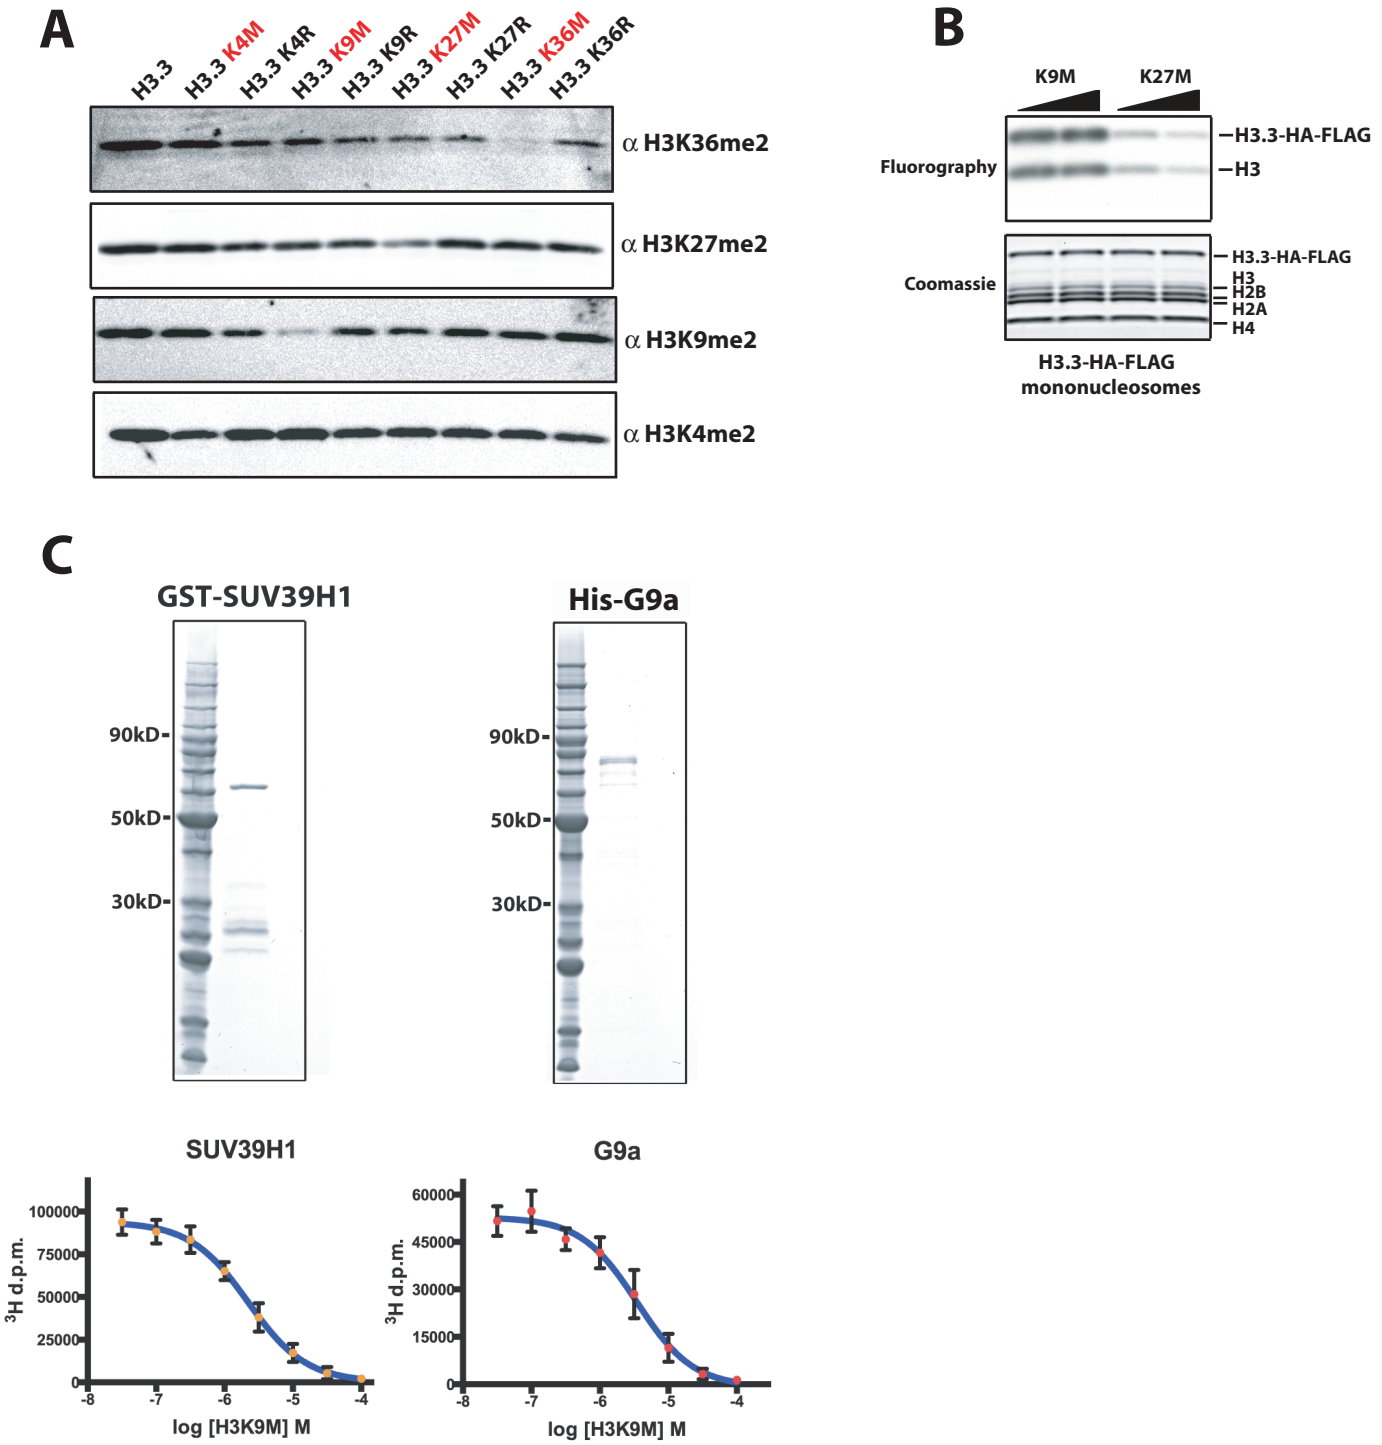 A
H3.3
H3.3 K4M
H3.3 K4R
H3.3 K9M
H3.3 K9R
H3.3 K27M
H3.3 K27R
H3.3 K36M
H3.3 K36R
α H3K36me2
α H3K27me2
α H3K9me2
α H3K4me2
B
K9M K27M
Fluorography
H3.3-HA-FLAG
H3
Coomassie
H3.3-HA-FLAG
H3
H2B
H2A
H4
H3.3-HA-FLAG
mononucleosomes
C
GST-SUV39H1
90kD
50kD
30kD
His-G9a
90kD
50kD
30kD
SUV39H1
³H d.p.m.
100000
75000
50000
25000
0
-8 -7 -6 -5 -4
log [H3K9M] M
G9a
³H d.p.m.
60000
45000
30000
15000
0
-8 -7 -6 -5 -4
log [H3K9M] M